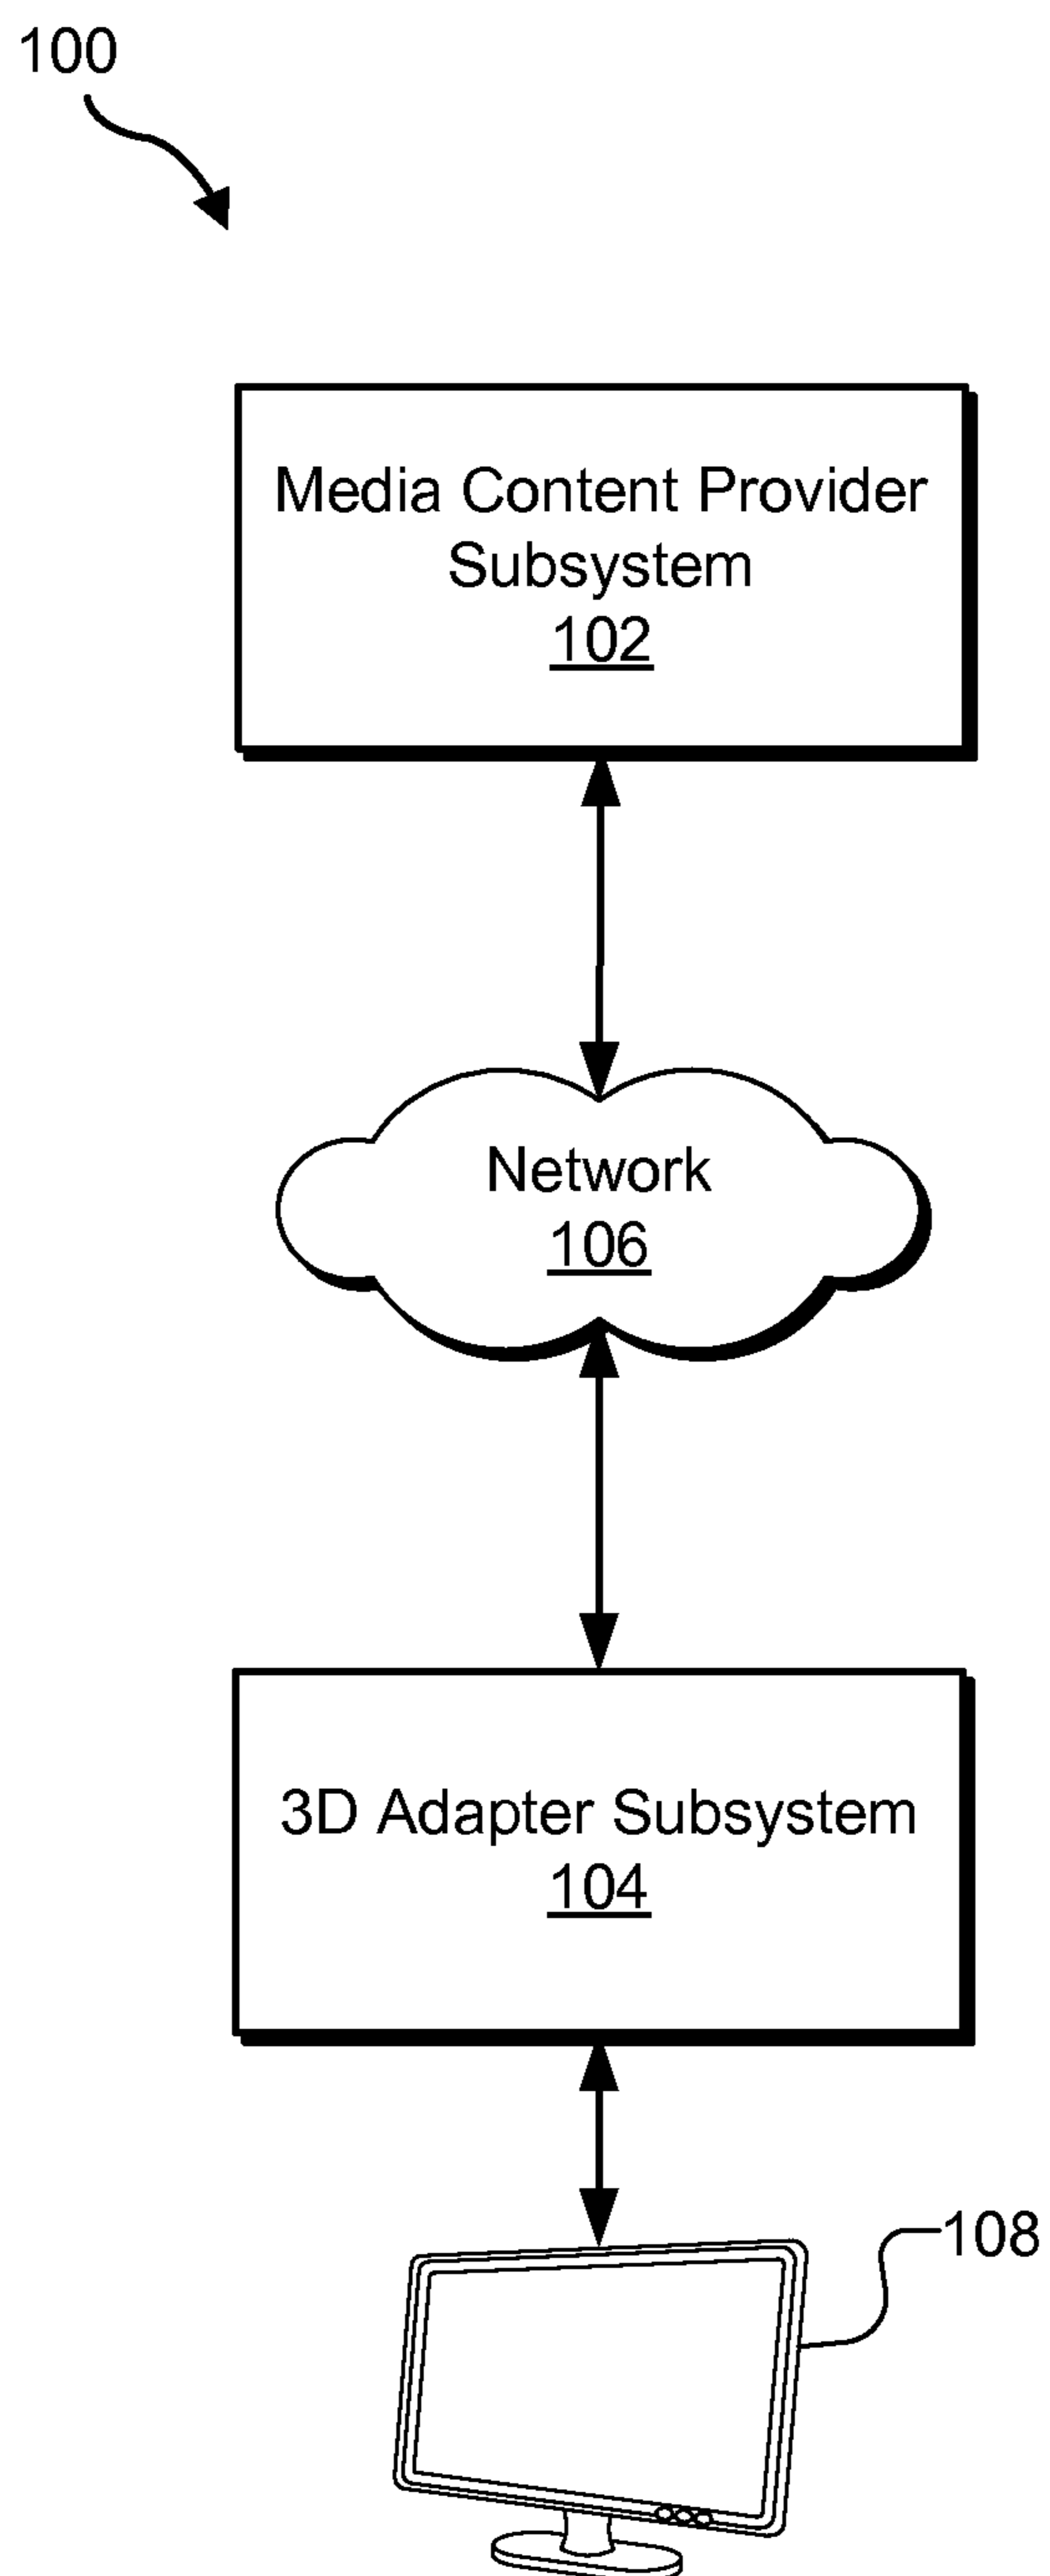 100
Media Content Provider
Subsystem
102
Network
106
3D Adapter Subsystem
104
108